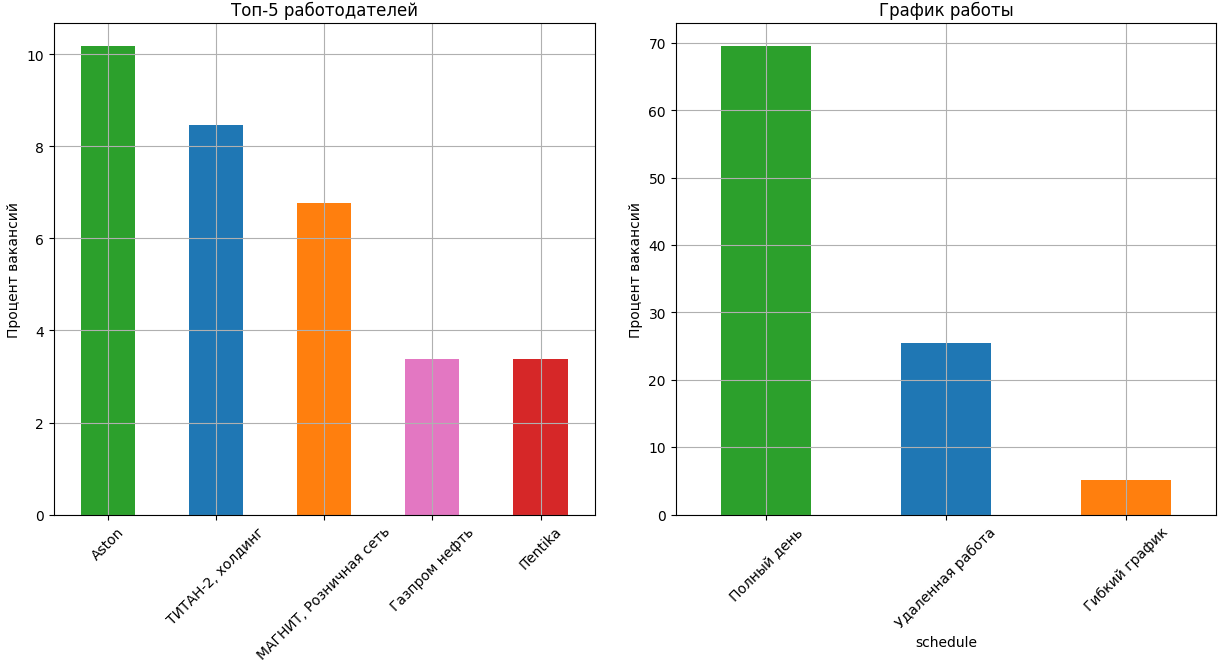 Топ-5 работодателей
Процент вакансий
10
8
6
4
2
0
Aston
ТИТАН-2, холдинг
МАГНИТ, Розничная сеть
Газпром нефть
ITentika
График работы
Процент вакансий
70
60
50
40
30
20
10
0
Полный день
Удаленная работа
Гибкий график
schedule